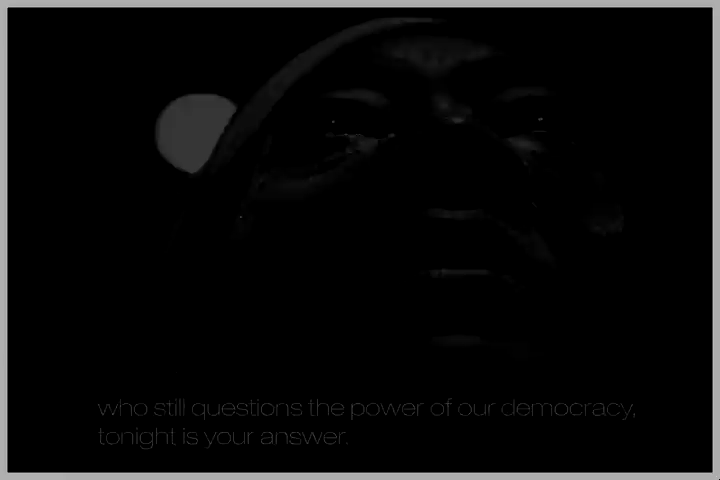 who still questions the power of our democracy,
tonight is your answer.